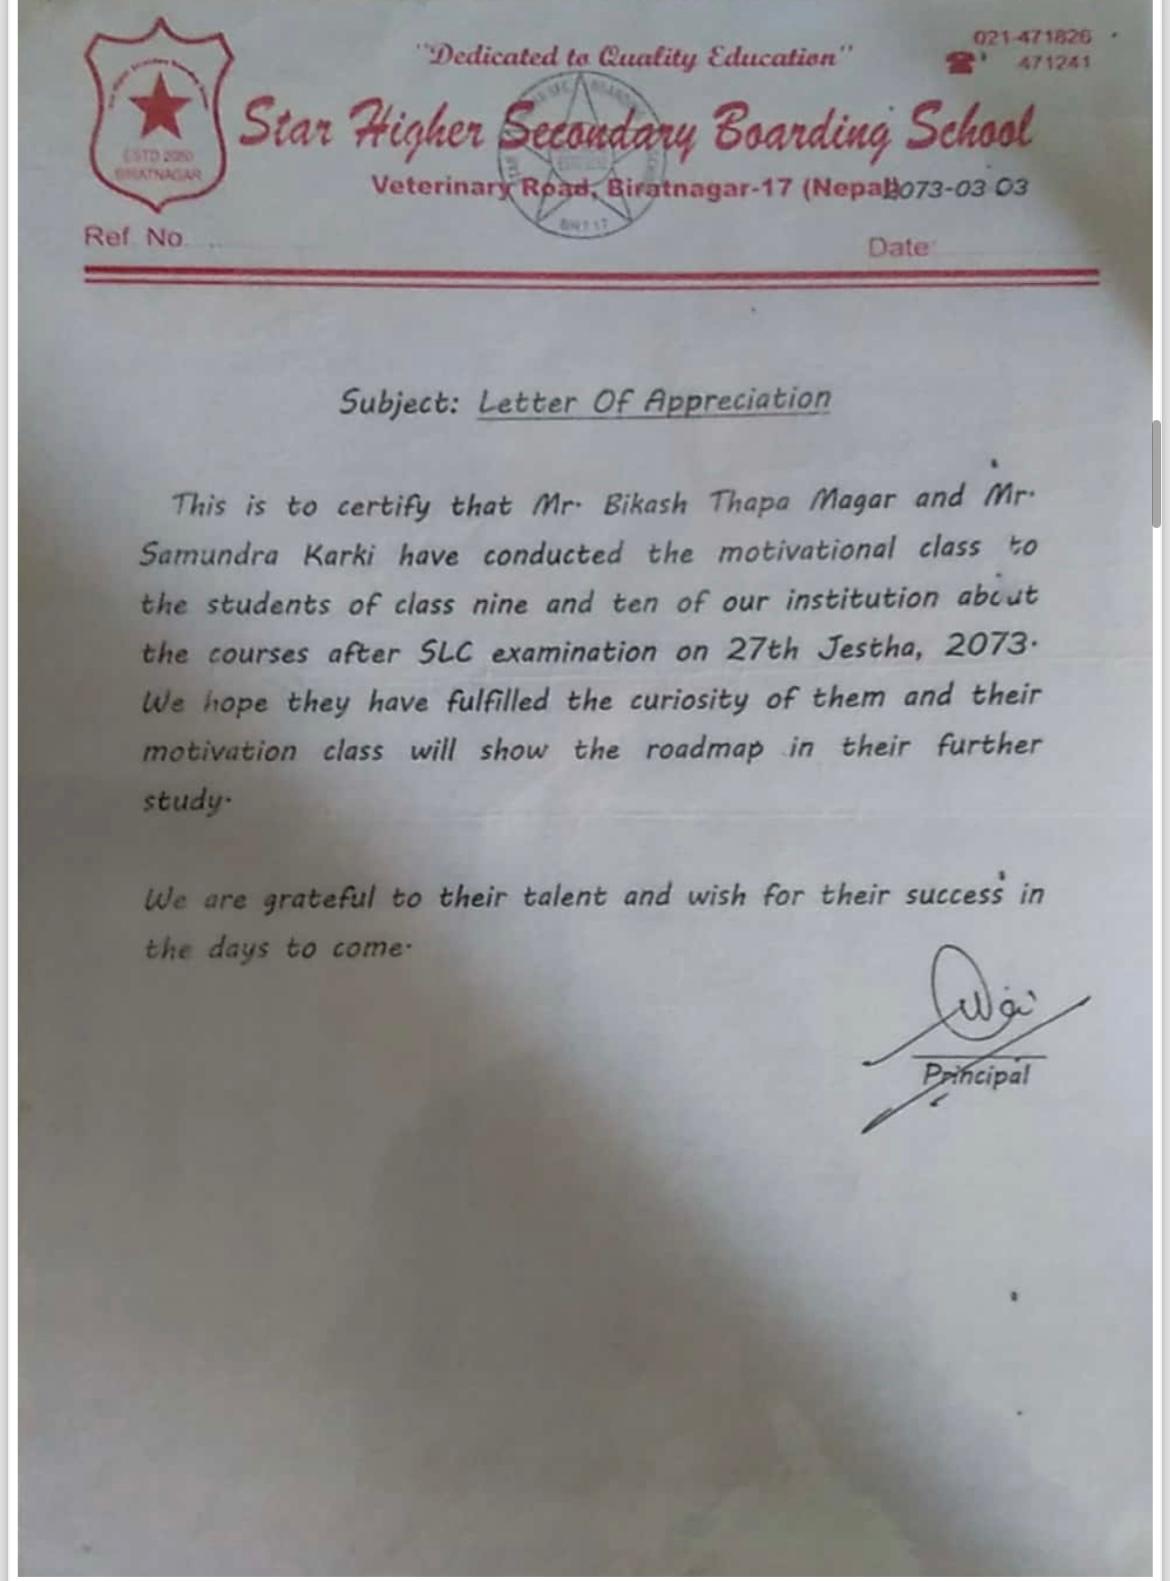 "Dedicated to Quality Education"
021-471826
471241
Star Higher Secondary Boarding School
ESTD 2050
BIRATNAGAR
Veterinary Road, Biratnagar-17 (Nepal)
2073-03-03
Ref. No.
Date:
Subject: Letter Of Appreciation
This is to certify that Mr. Bikash Thapa Magar and Mr.
Samundra Karki have conducted the motivational class to
the students of class nine and ten of our institution about
the courses after SLC examination on 27th Jestha, 2073.
We hope they have fulfilled the curiosity of them and their
motivation class will show the roadmap in their further
study.
We are grateful to their talent and wish for their success in
the days to come.
Principal